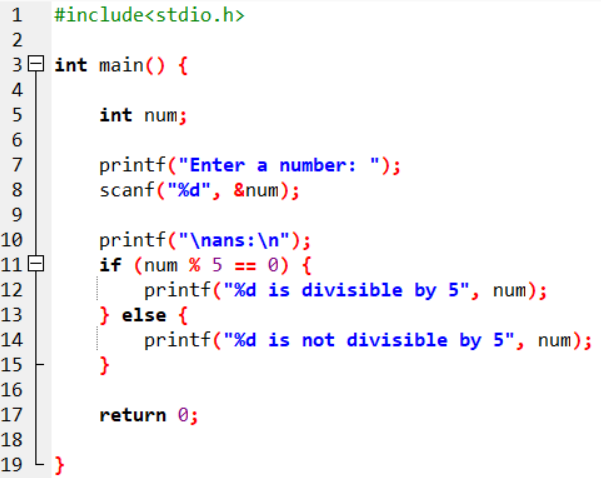 1 #include<stdio.h>
2
3 int main() {
4
5 int num;
6
7 printf("Enter a number: ");
8 scanf("%d", &num);
9
10 printf("\nans:\n");
11 if (num % 5 == 0) {
12 printf("%d is divisible by 5", num);
13 } else {
14 printf("%d is not divisible by 5", num);
15 }
16
17 return 0;
18
19 }